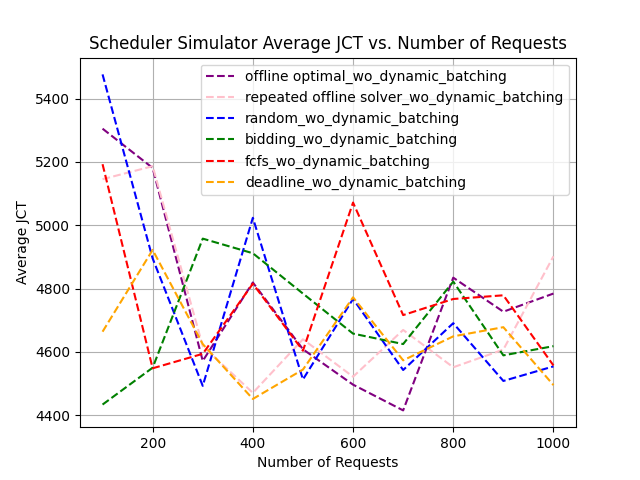 Scheduler Simulator Average JCT vs. Number of Requests
offline optimal_wo_dynamic_batching
repeated offline solver_wo_dynamic_batching
random_wo_dynamic_batching
bidding_wo_dynamic_batching
fcfs_wo_dynamic_batching
deadline_wo_dynamic_batching
Average JCT
5400
5200
5000
4800
4600
4400
200 400 600 800 1000
Number of Requests